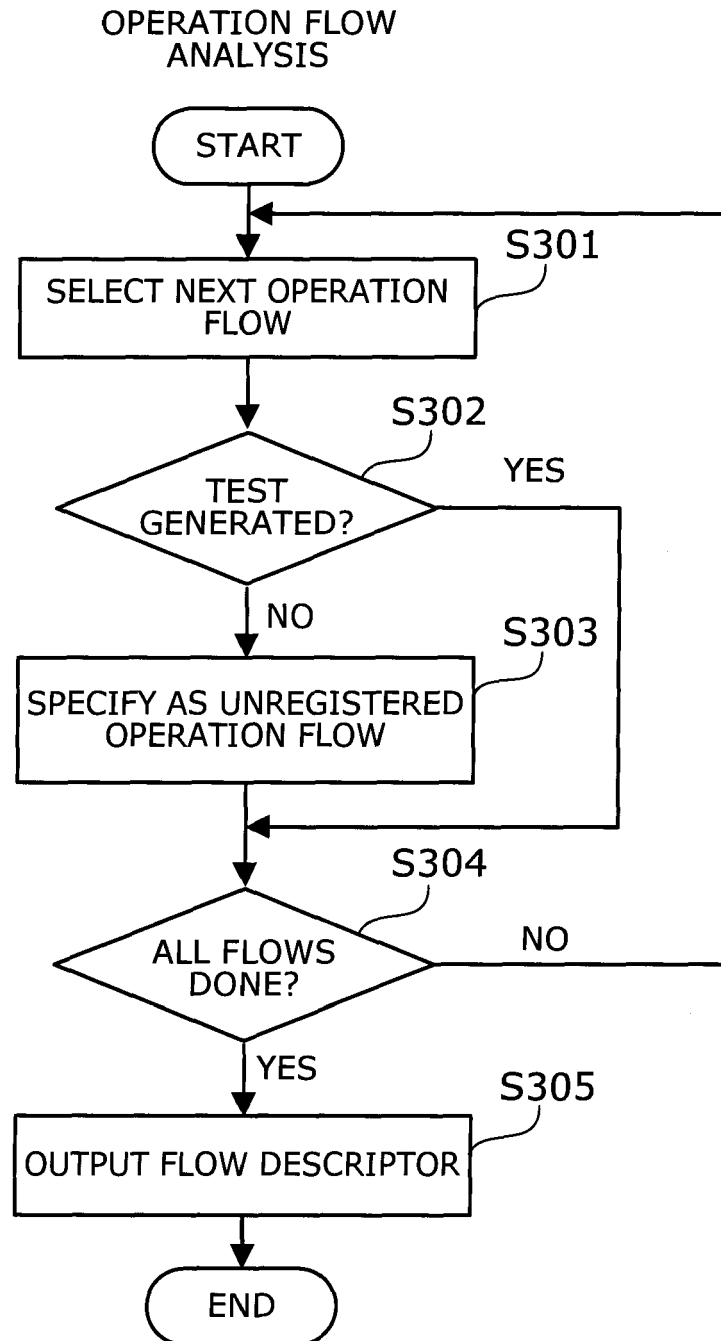 OPERATION FLOW
ANALYSIS
START
S301
SELECT NEXT OPERATION
FLOW
S302
TEST
GENERATED?
YES
NO
S303
SPECIFY AS UNREGISTERED
OPERATION FLOW
S304
ALL FLOWS
DONE?
NO
YES
S305
OUTPUT FLOW DESCRIPTOR
END